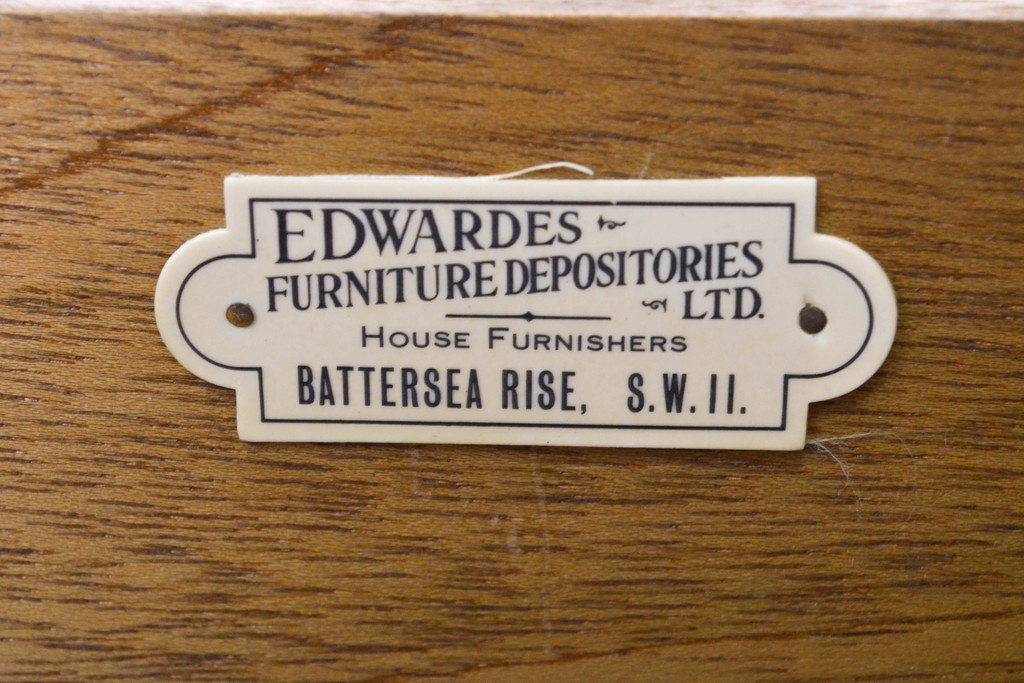 EDWARDES
FURNITURE DEPOSITORIES
LTD.
HOUSE FURNISHERS
BATTERSEA RISE, S.W.11.